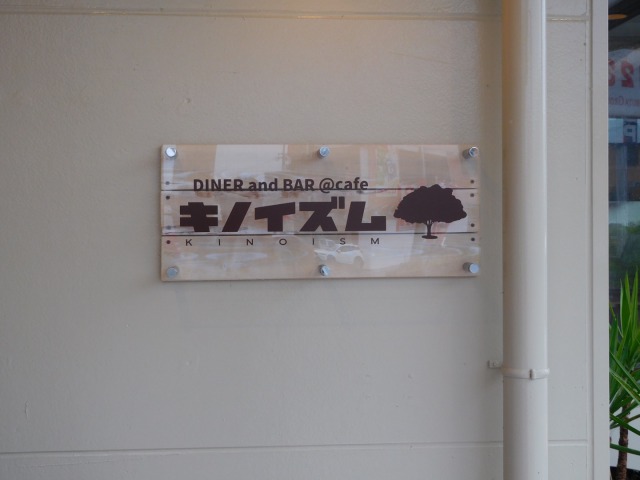 DINER and BAR @cafe
キノイズム
KINOISM